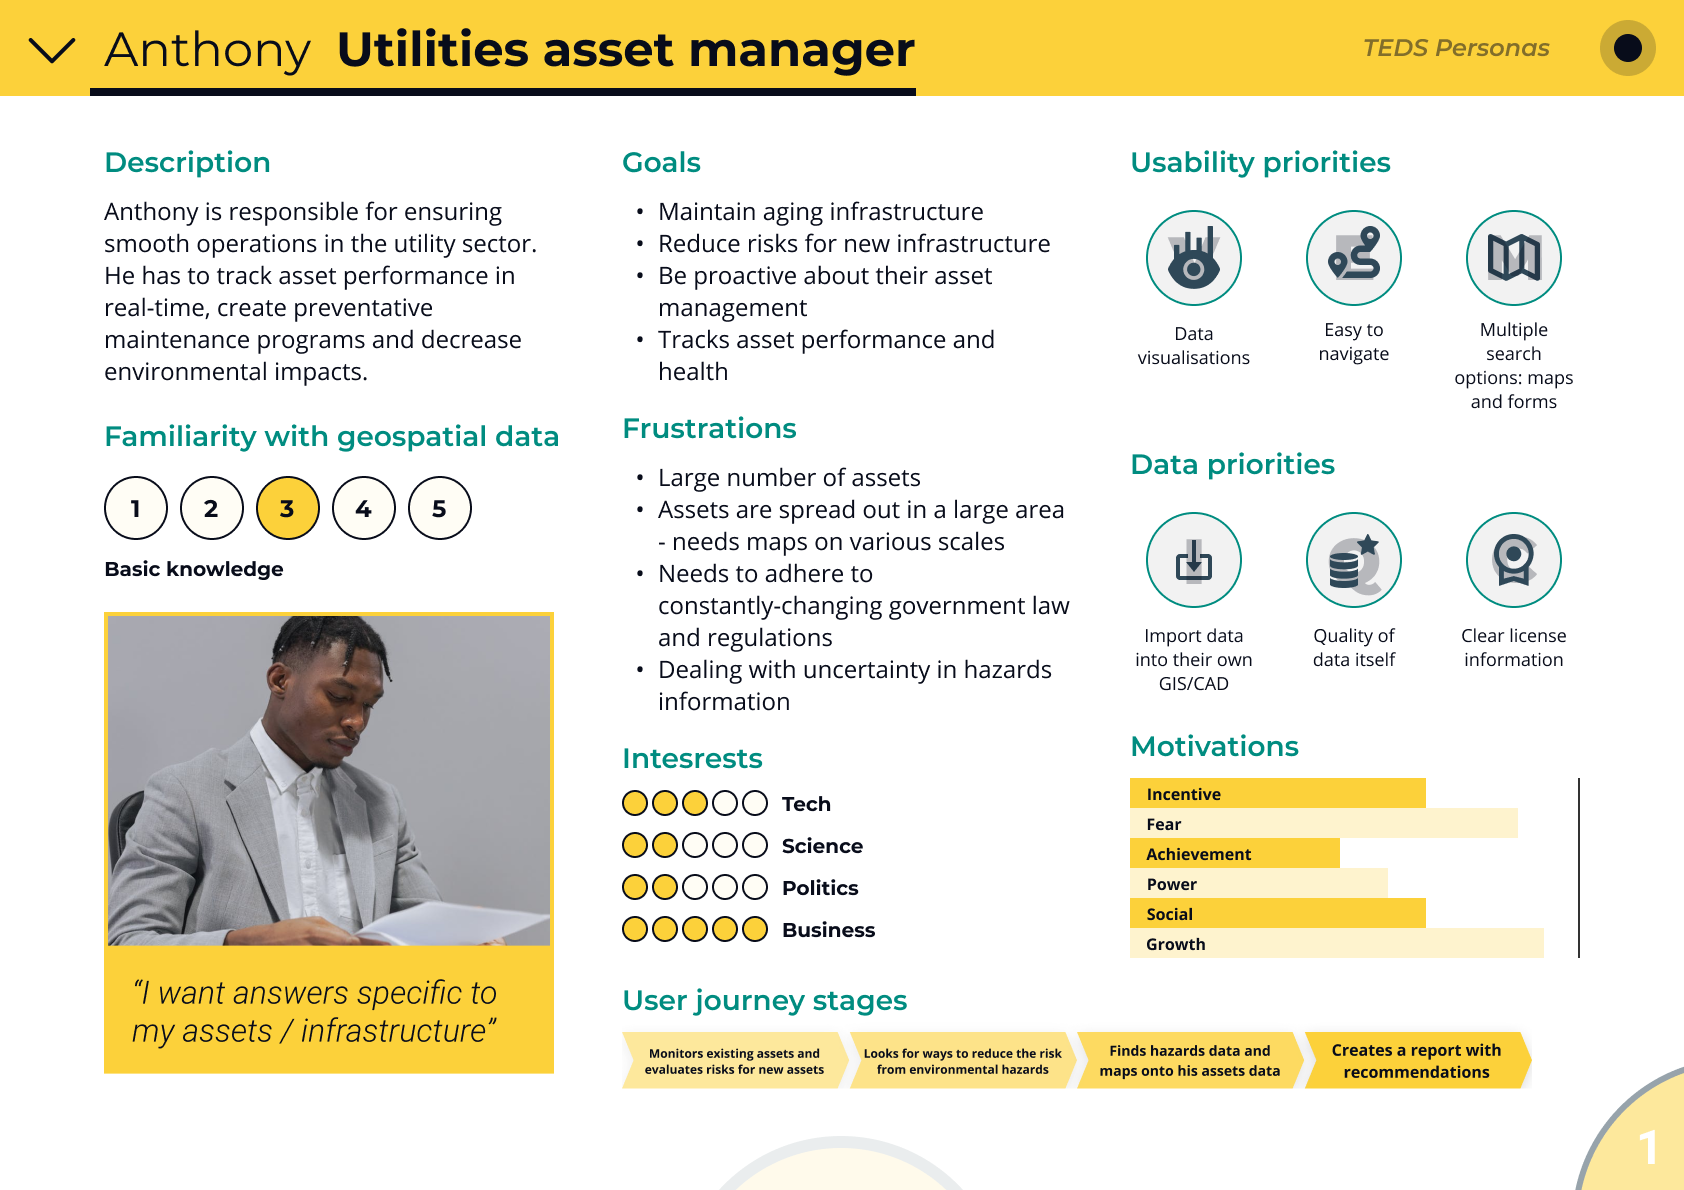 Anthony Utilities asset manager
TEDS Personas
Description
Anthony is responsible for ensuring
smooth operations in the utility sector.
He has to track asset performance in
real-time, create preventative
maintenance programs and decrease
environmental impacts.
Familiarity with geospatial data
1 2 3 4 5
Basic knowledge
“I want answers specific to
my assets / infrastructure”
Goals
• Maintain aging infrastructure
• Reduce risks for new infrastructure
• Be proactive about their asset
management
• Tracks asset performance and
health
Frustrations
• Large number of assets
• Assets are spread out in a large area
- needs maps on various scales
• Needs to adhere to
constantly-changing government law
and regulations
• Dealing with uncertainty in hazards
information
Intesrests
Tech
Science
Politics
Business
User journey stages
Monitors existing assets and
evaluates risks for new assets
Looks for ways to reduce the risk
from environmental hazards
Finds hazards data and
maps onto his assets data
Creates a report with
recommendations
Usability priorities
Data
visualisations
Easy to
navigate
Multiple
search
options: maps
and forms
Data priorities
Import data
into their own
GIS/CAD
Quality of
data itself
Clear license
information
Motivations
Incentive
Fear
Achievement
Power
Social
Growth
1